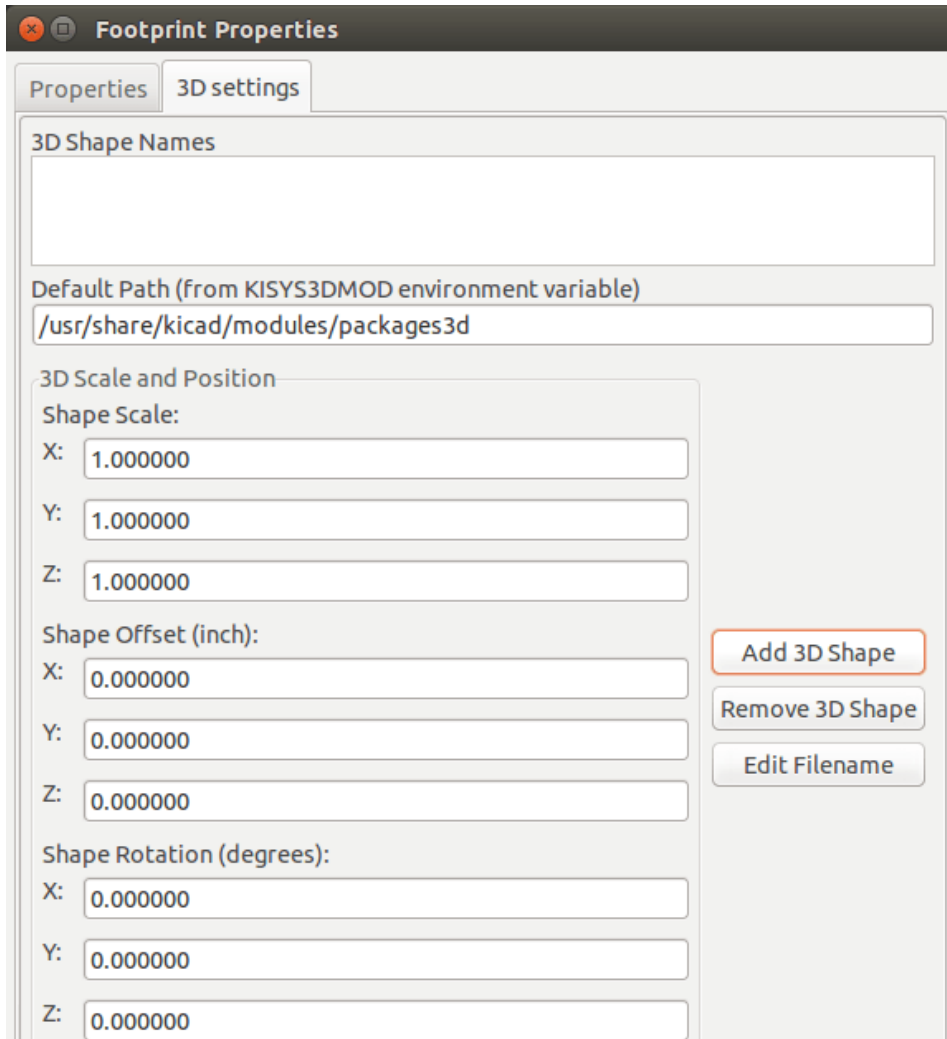 Footprint Properties
Properties 3D settings
3D Shape Names
Default Path (from KISYS3DMOD environment variable)
/usr/share/kicad/modules/packages3d
3D Scale and Position
Shape Scale:
X: 1.000000
Y: 1.000000
Z: 1.000000
Shape Offset (inch):
X: 0.000000
Y: 0.000000
Z: 0.000000
Shape Rotation (degrees):
X: 0.000000
Y: 0.000000
Z: 0.000000
Add 3D Shape
Remove 3D Shape
Edit Filename